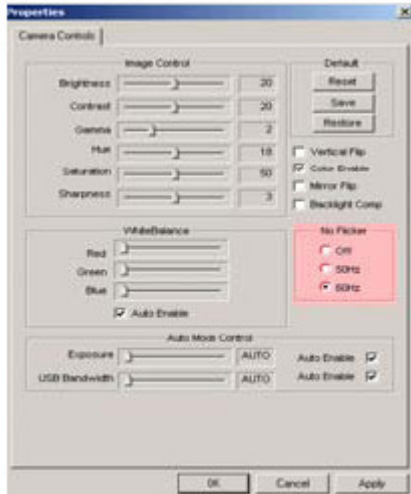 Properties
Camera Controls
Image Control
Brightness 20
Contrast 20
Gamma 2
Hue 18
Saturation 50
Sharpness 3
Default
Reset
Save
Restore
Vertical Flip
Color Enable
Mirror Flip
Backlight Comp
WhiteBalance
Red
Green
Blue
Auto Enable
No Flicker
Off
50Hz
60Hz
Auto Mode Control
Exposure AUTO Auto Enable
USB Bandwidth AUTO Auto Enable
OK Cancel Apply